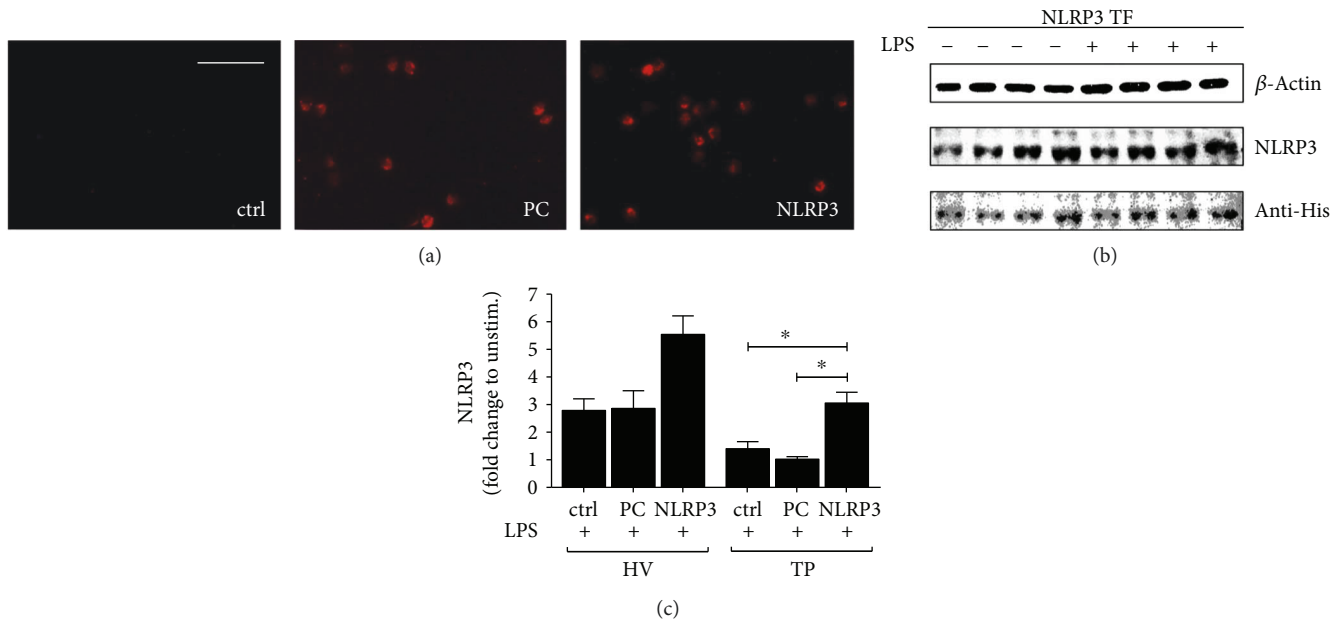 ctrl
PC
NLRP3
(a)
NLRP3 TF
LPS − − − − + + + +
β-Actin
NLRP3
Anti-His
(b)
NLRP3
(fold change to unstim.)
7
6
5
4
3
2
1
0
* *
ctrl PC NLRP3 ctrl PC NLRP3
LPS + + + + + +
HV TP
(c)